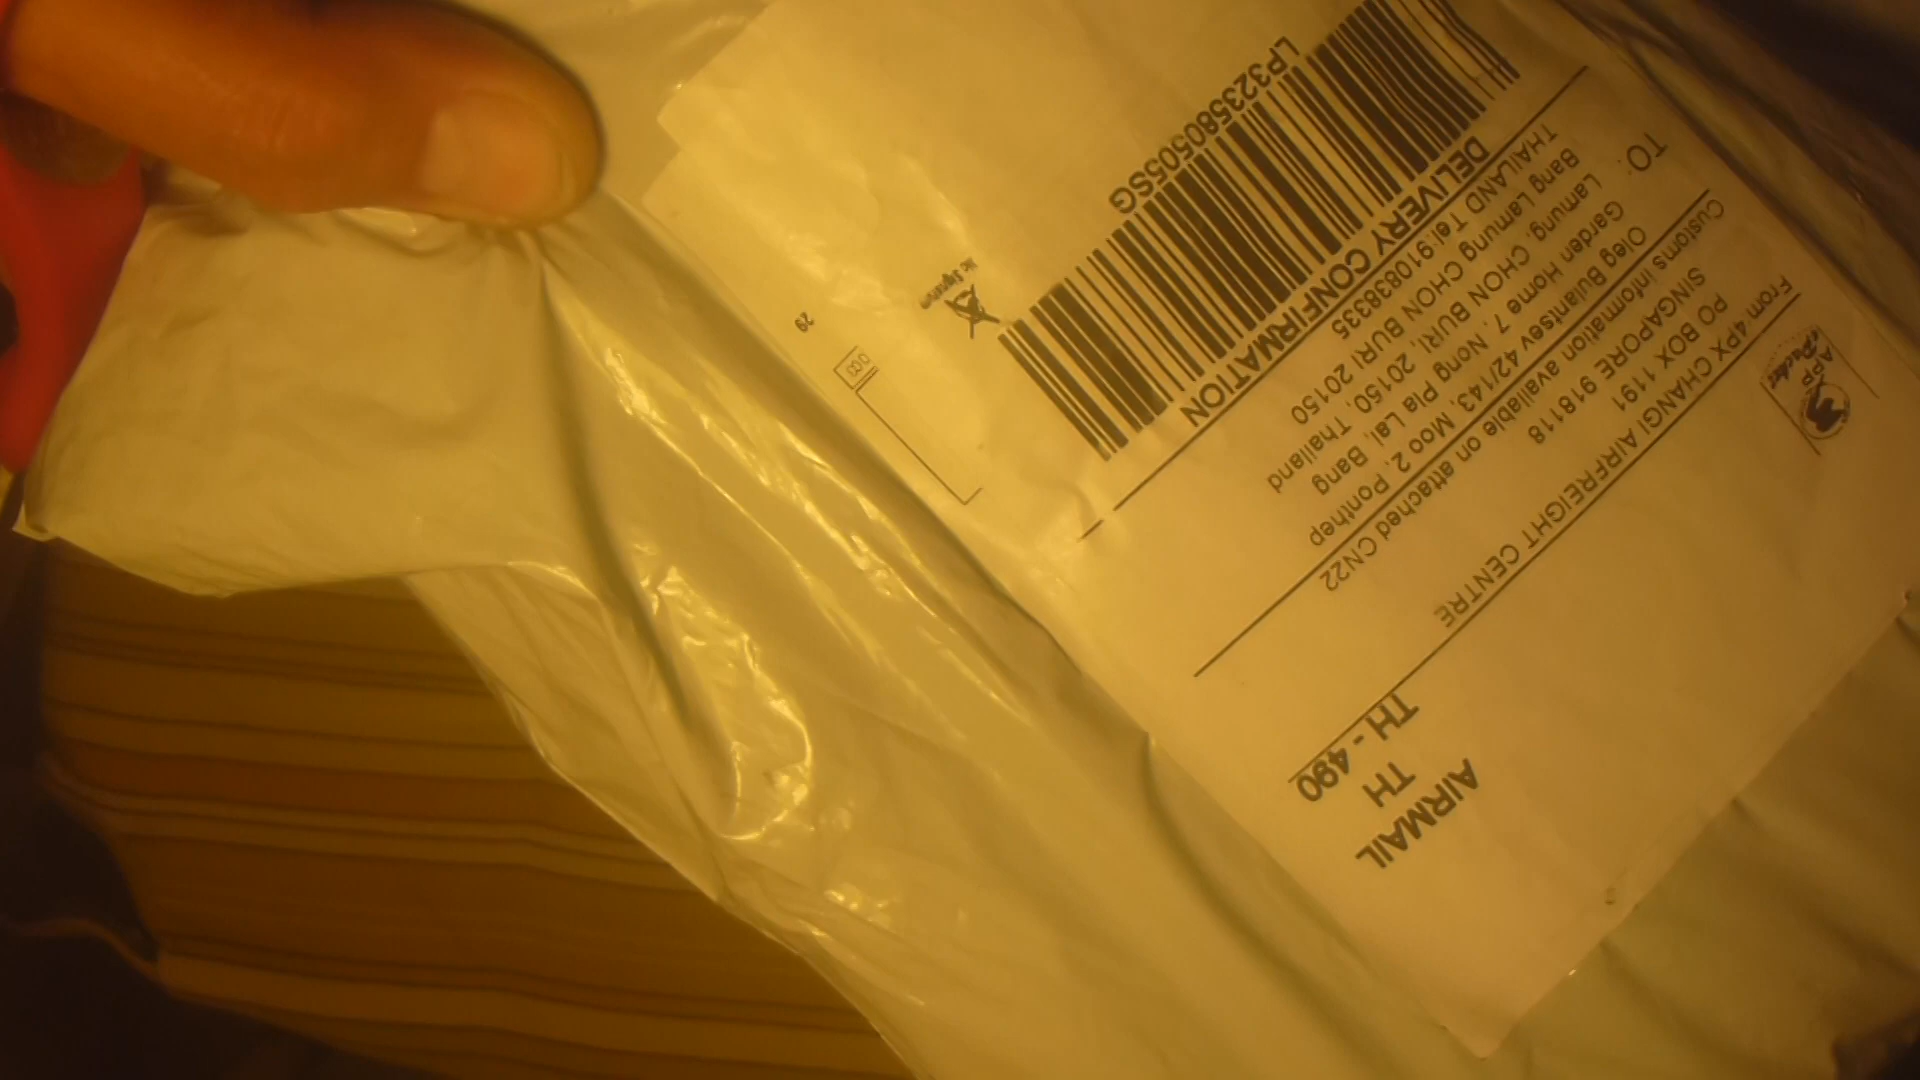 AIRMAIL
TH
TH - 490
APP
ePacket
From 4PX CHANGI AIRFREIGHT CENTRE
PO BOX 1191
SINGAPORE 918118
Customs information available on attached CN22
TO:
Oleg Bulantsev 42/143, Moo 2, Ponthep
Garden Home 7, Nong Pla Lai, Bang
Lamung, CHON BURI, 20150, Thailand
Bang Lamung CHON BURI 20150
THAILAND Tel:910838335
DELIVERY CONFIRMATION
LP323580505SG
No Signature
29